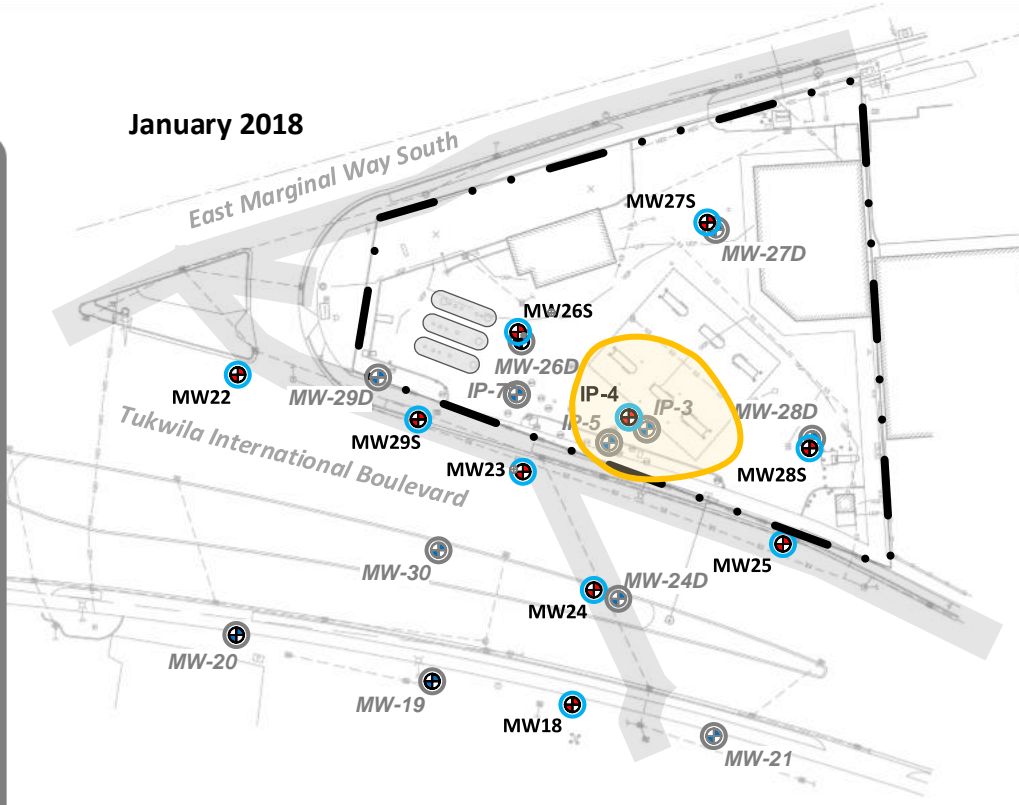 January 2018
East Marginal Way South
MW27S
MW-27D
MW26S
MW-26D
MW22
MW-29D
IP-7
IP-4
IP-3
IP-5
MW-28D
MW29S
Tukwila International Boulevard
MW23
MW28S
MW-30
MW25
MW24
MW-24D
MW-20
MW-19
MW18
MW-21